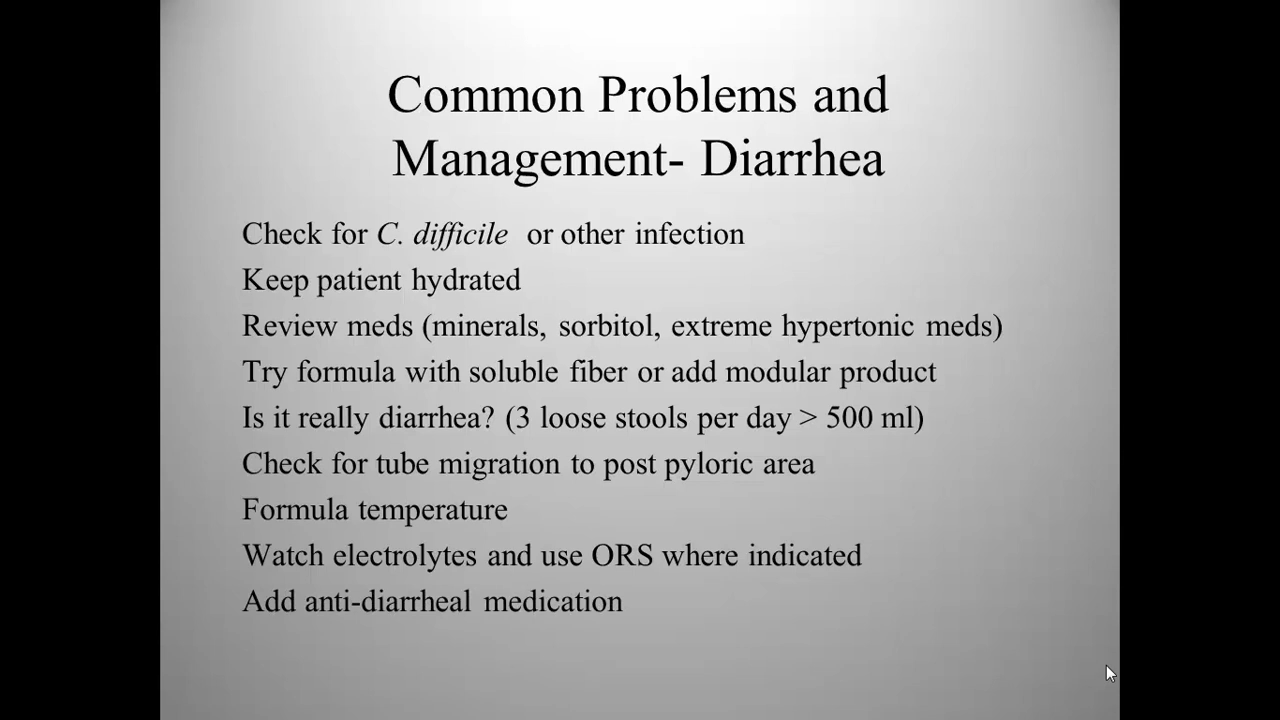 Common Problems and
Management- Diarrhea
Check for C. difficile or other infection
Keep patient hydrated
Review meds (minerals, sorbitol, extreme hypertonic meds)
Try formula with soluble fiber or add modular product
Is it really diarrhea? (3 loose stools per day > 500 ml)
Check for tube migration to post pyloric area
Formula temperature
Watch electrolytes and use ORS where indicated
Add anti-diarrheal medication